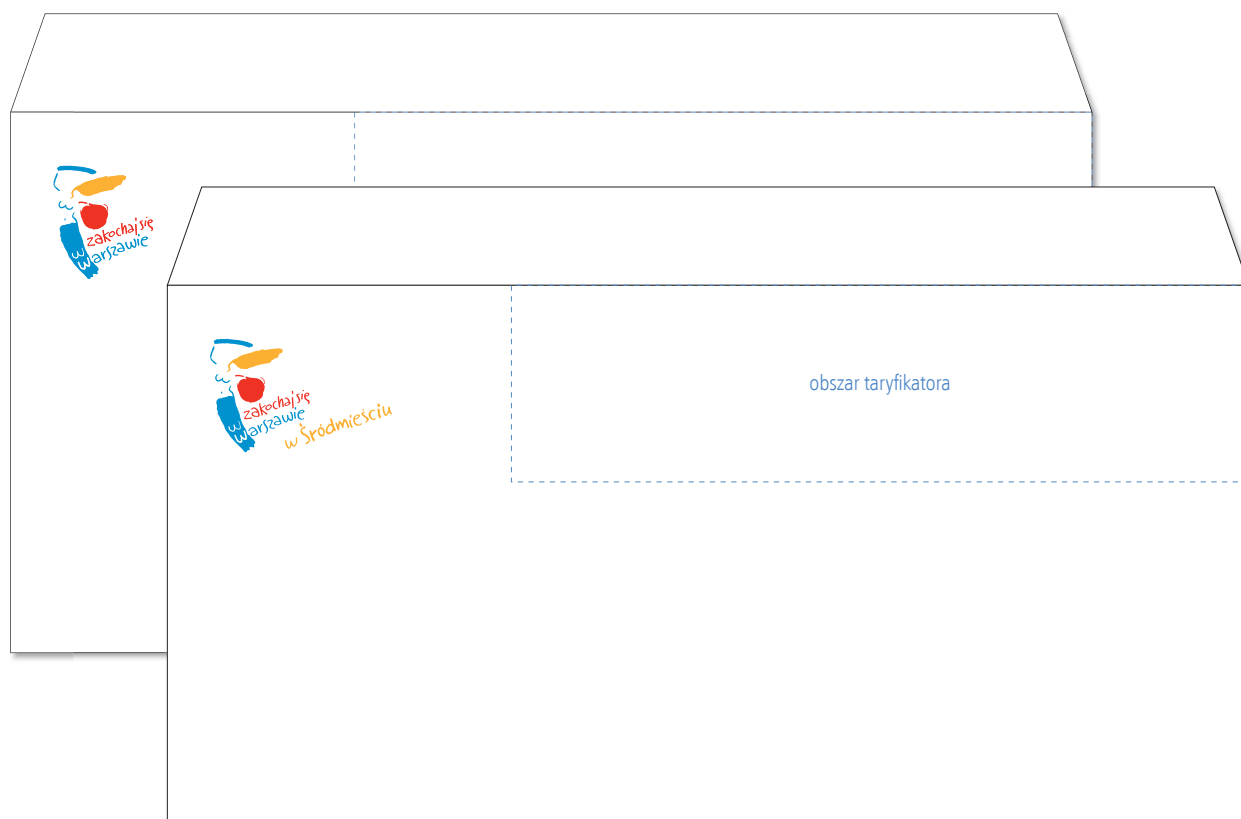 zakochaj się
w Warszawie
zakochaj się
w Warszawie
w Śródmieściu
obszar taryfikatora